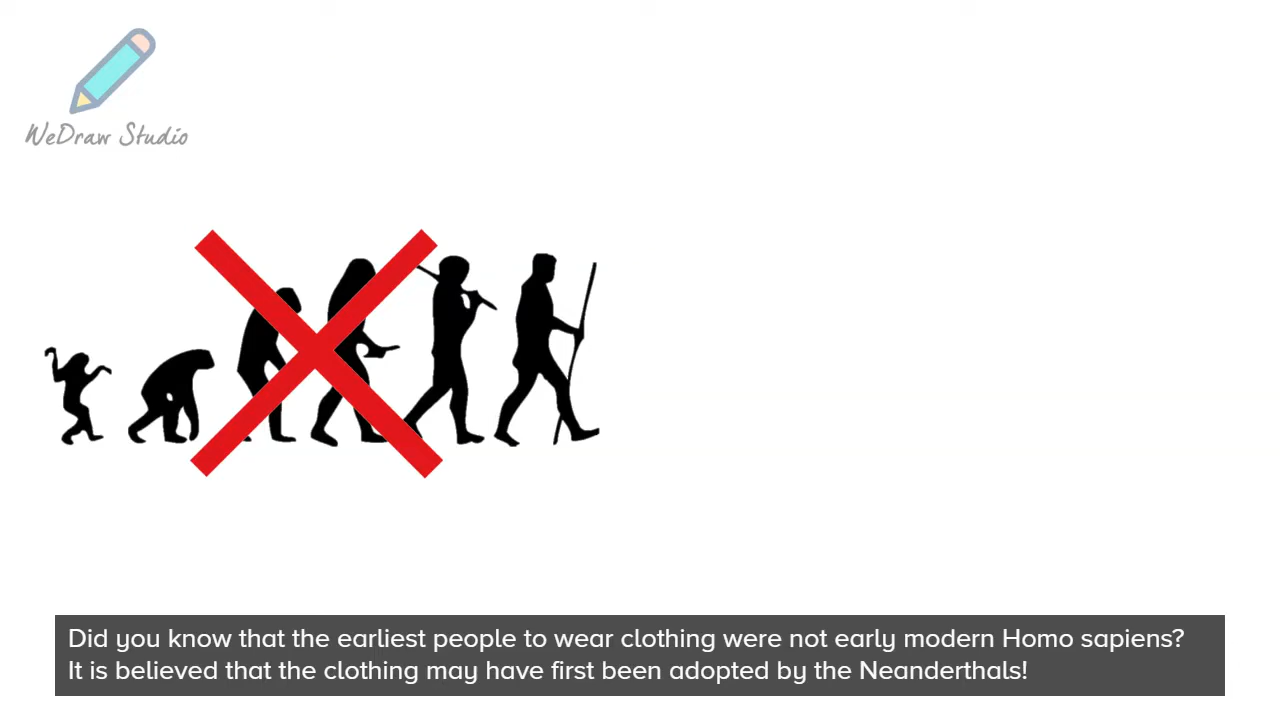 WeDraw Studio
Did you know that the earliest people to wear clothing were not early modern Homo sapiens?
It is believed that the clothing may have first been adopted by the Neanderthals!